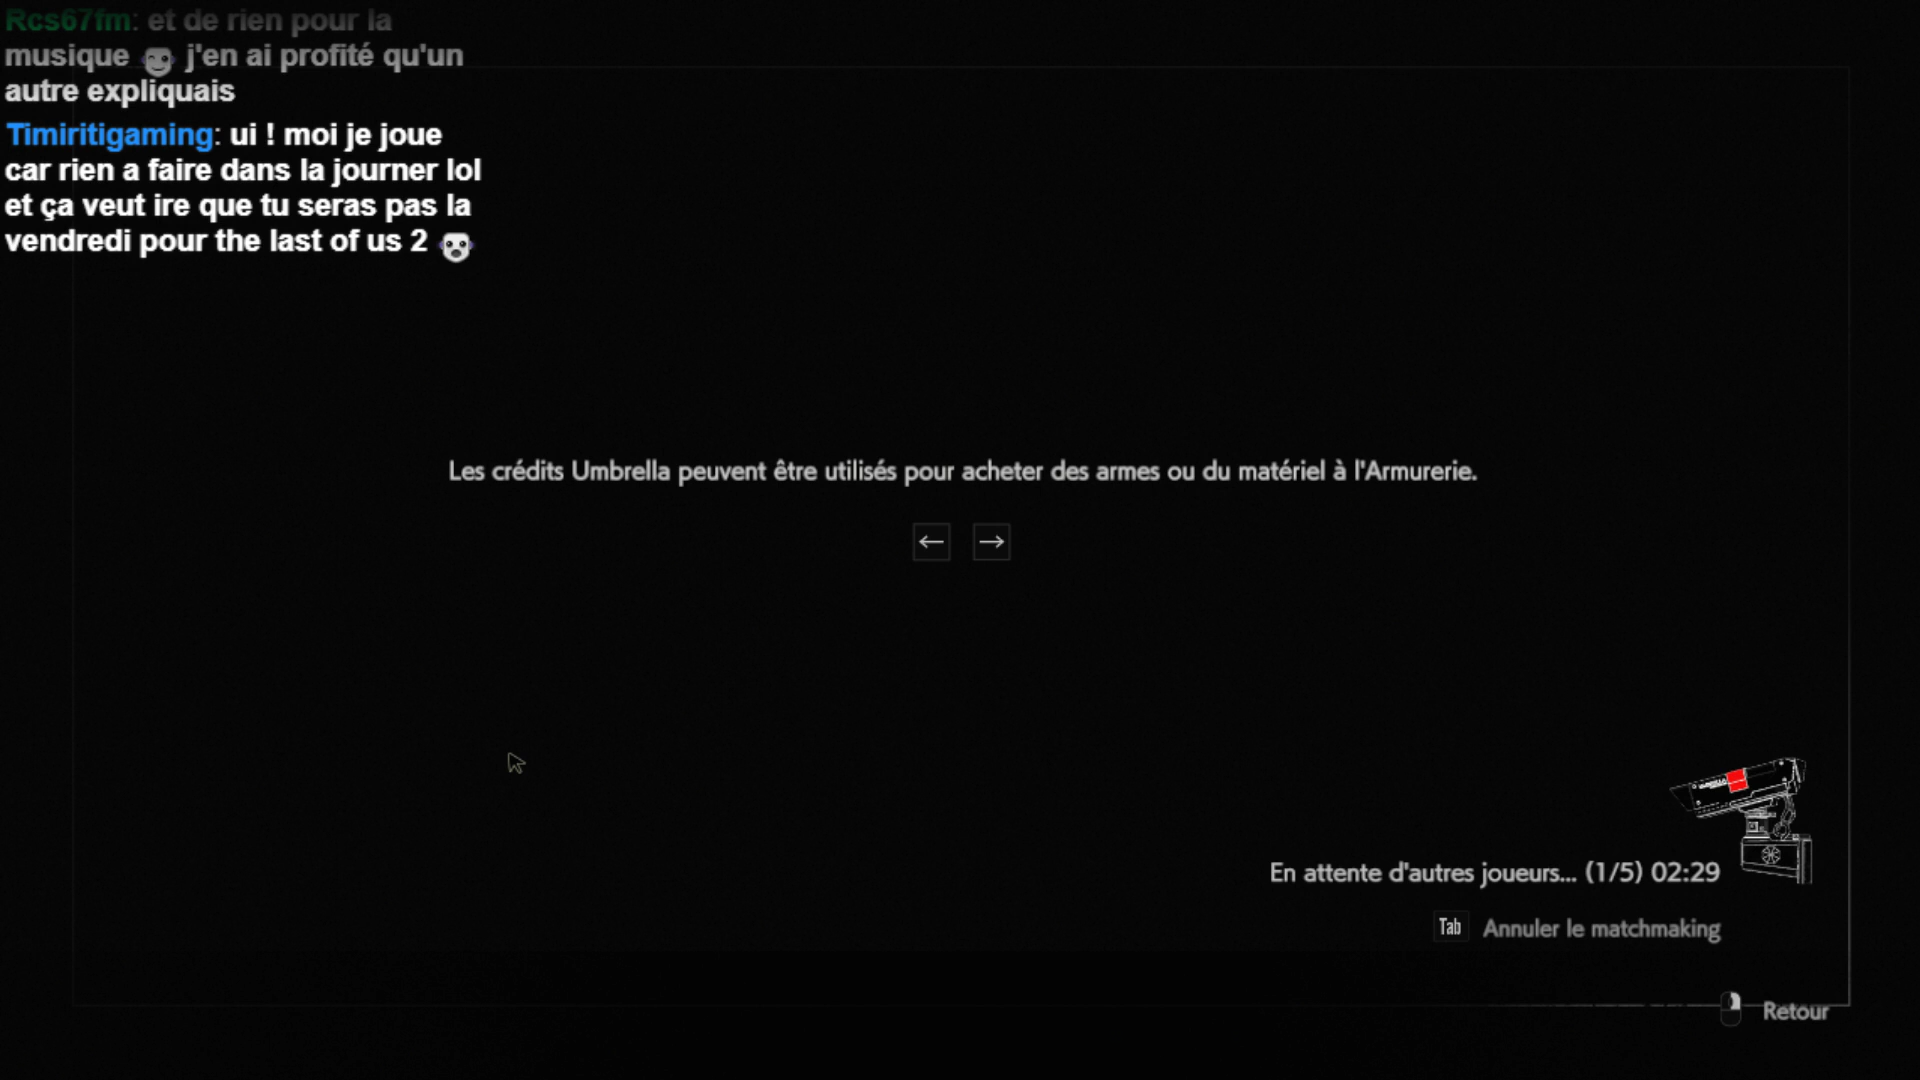 Rcs67fm: et de rien pour la
musique j'en ai profité qu'un
autre expliquais
Timiritigaming: ui ! moi je joue
car rien a faire dans la journer lol
et ça veut ire que tu seras pas la
vendredi pour the last of us 2
Les crédits Umbrella peuvent être utilisés pour acheter des armes ou du matériel à l'Armurerie.
En attente d'autres joueurs... (1/5) 02:29
Tab Annuler le matchmaking
Retour